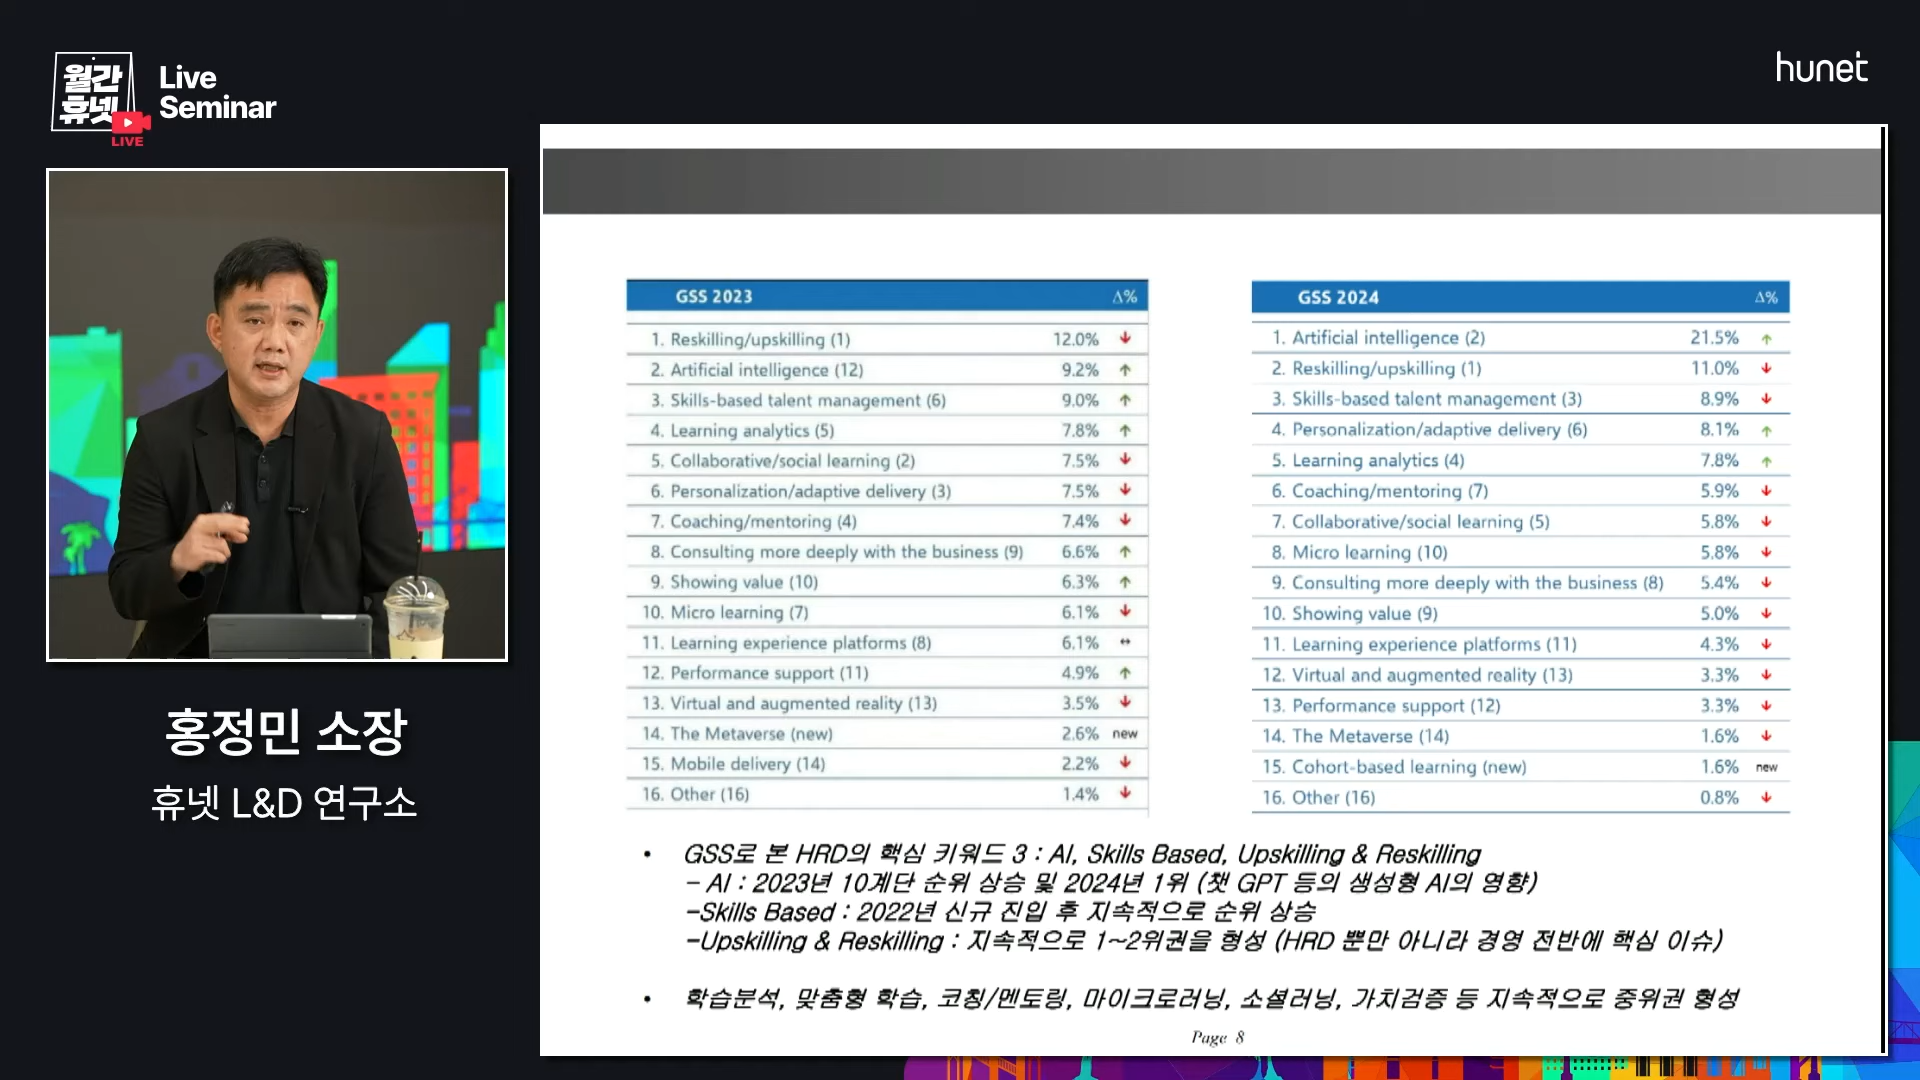 월간
휴넷
LIVE
Live
Seminar
hunet
홍정민 소장
휴넷 L&D 연구소
GSS 2023 Δ%
1. Reskilling/upskilling (1) 12.0% ↓
2. Artificial intelligence (12) 9.2% ↑
3. Skills-based talent management (6) 9.0% ↑
4. Learning analytics (5) 7.8% ↑
5. Collaborative/social learning (2) 7.5% ↓
6. Personalization/adaptive delivery (3) 7.5% ↓
7. Coaching/mentoring (4) 7.4% ↓
8. Consulting more deeply with the business (9) 6.6% ↑
9. Showing value (10) 6.3% ↑
10. Micro learning (7) 6.1% ↓
11. Learning experience platforms (8) 6.1% ↔
12. Performance support (11) 4.9% ↑
13. Virtual and augmented reality (13) 3.5% ↓
14. The Metaverse (new) 2.6% new
15. Mobile delivery (14) 2.2% ↓
16. Other (16) 1.4% ↓
GSS 2024 Δ%
1. Artificial intelligence (2) 21.5% ↑
2. Reskilling/upskilling (1) 11.0% ↓
3. Skills-based talent management (3) 8.9% ↓
4. Personalization/adaptive delivery (6) 8.1% ↑
5. Learning analytics (4) 7.8% ↑
6. Coaching/mentoring (7) 5.9% ↓
7. Collaborative/social learning (5) 5.8% ↓
8. Micro learning (10) 5.8% ↓
9. Consulting more deeply with the business (8) 5.4% ↓
10. Showing value (9) 5.0% ↓
11. Learning experience platforms (11) 4.3% ↓
12. Virtual and augmented reality (13) 3.3% ↓
13. Performance support (12) 3.3% ↓
14. The Metaverse (14) 1.6% ↓
15. Cohort-based learning (new) 1.6% new
16. Other (16) 0.8% ↓
• GSS로 본 HRD의 핵심 키워드 3 : AI, Skills Based, Upskilling & Reskilling
– AI : 2023년 10계단 순위 상승 및 2024년 1위 (챗 GPT 등의 생성형 AI의 영향)
–Skills Based : 2022년 신규 진입 후 지속적으로 순위 상승
–Upskilling & Reskilling : 지속적으로 1~2위권을 형성 (HRD 뿐만 아니라 경영 전반에 핵심 이슈)
• 학습분석, 맞춤형 학습, 코칭/멘토링, 마이크로러닝, 소셜러닝, 가치검증 등 지속적으로 중위권 형성
Page 8